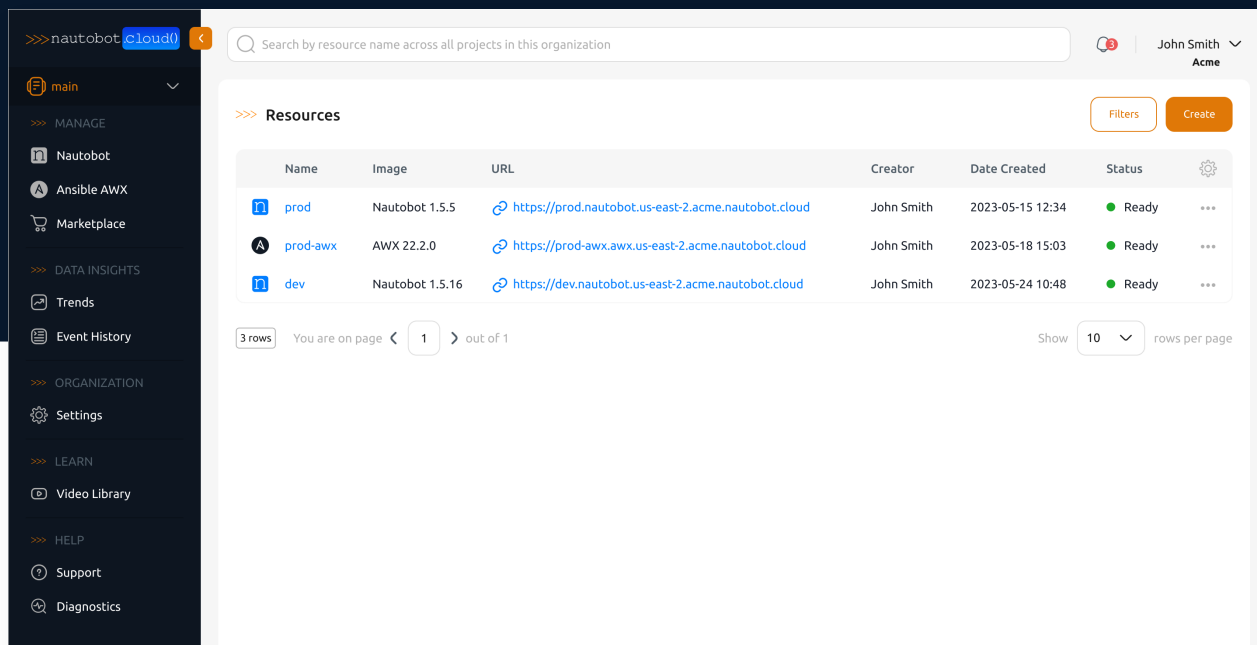 >>>nautobot.cloud()
Search by resource name across all projects in this organization
3
John Smith
Acme
main
>>> MANAGE
Nautobot
Ansible AWX
Marketplace
>>> DATA INSIGHTS
Trends
Event History
>>> ORGANIZATION
Settings
>>> LEARN
Video Library
>>> HELP
Support
Diagnostics
>>> Resources
Filters
Create
Name Image URL Creator Date Created Status
prod Nautobot 1.5.5 https://prod.nautobot.us-east-2.acme.nautobot.cloud John Smith 2023-05-15 12:34 Ready
prod-awx AWX 22.2.0 https://prod-awx.awx.us-east-2.acme.nautobot.cloud John Smith 2023-05-18 15:03 Ready
dev Nautobot 1.5.16 https://dev.nautobot.us-east-2.acme.nautobot.cloud John Smith 2023-05-24 10:48 Ready
3 rows You are on page 1 out of 1 Show 10 rows per page